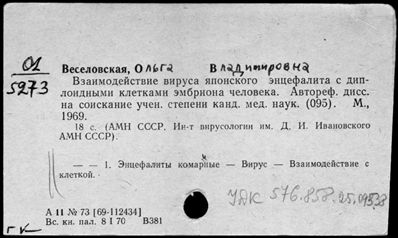 01
5273
Веселовская, Ольга Владимировна
Взаимодействие вируса японского энцефалита с дип-
лоидными клетками эмбриона человека. Автореф. дисс.
на соискание учен. степени канд. мед. наук. (095). М.,
1969.
18 с. (АМН СССР. Ин-т вирусологии им. Д. И. Ивановского
АМН СССР).
— — 1. Энцефалиты комариные — Вирус — Взаимодействие с
клеткой.
УДК 576.858.25.095.38
А 11 № 73 [69-112434]
Вс. кн. пал. 8 I 70 В381
гк